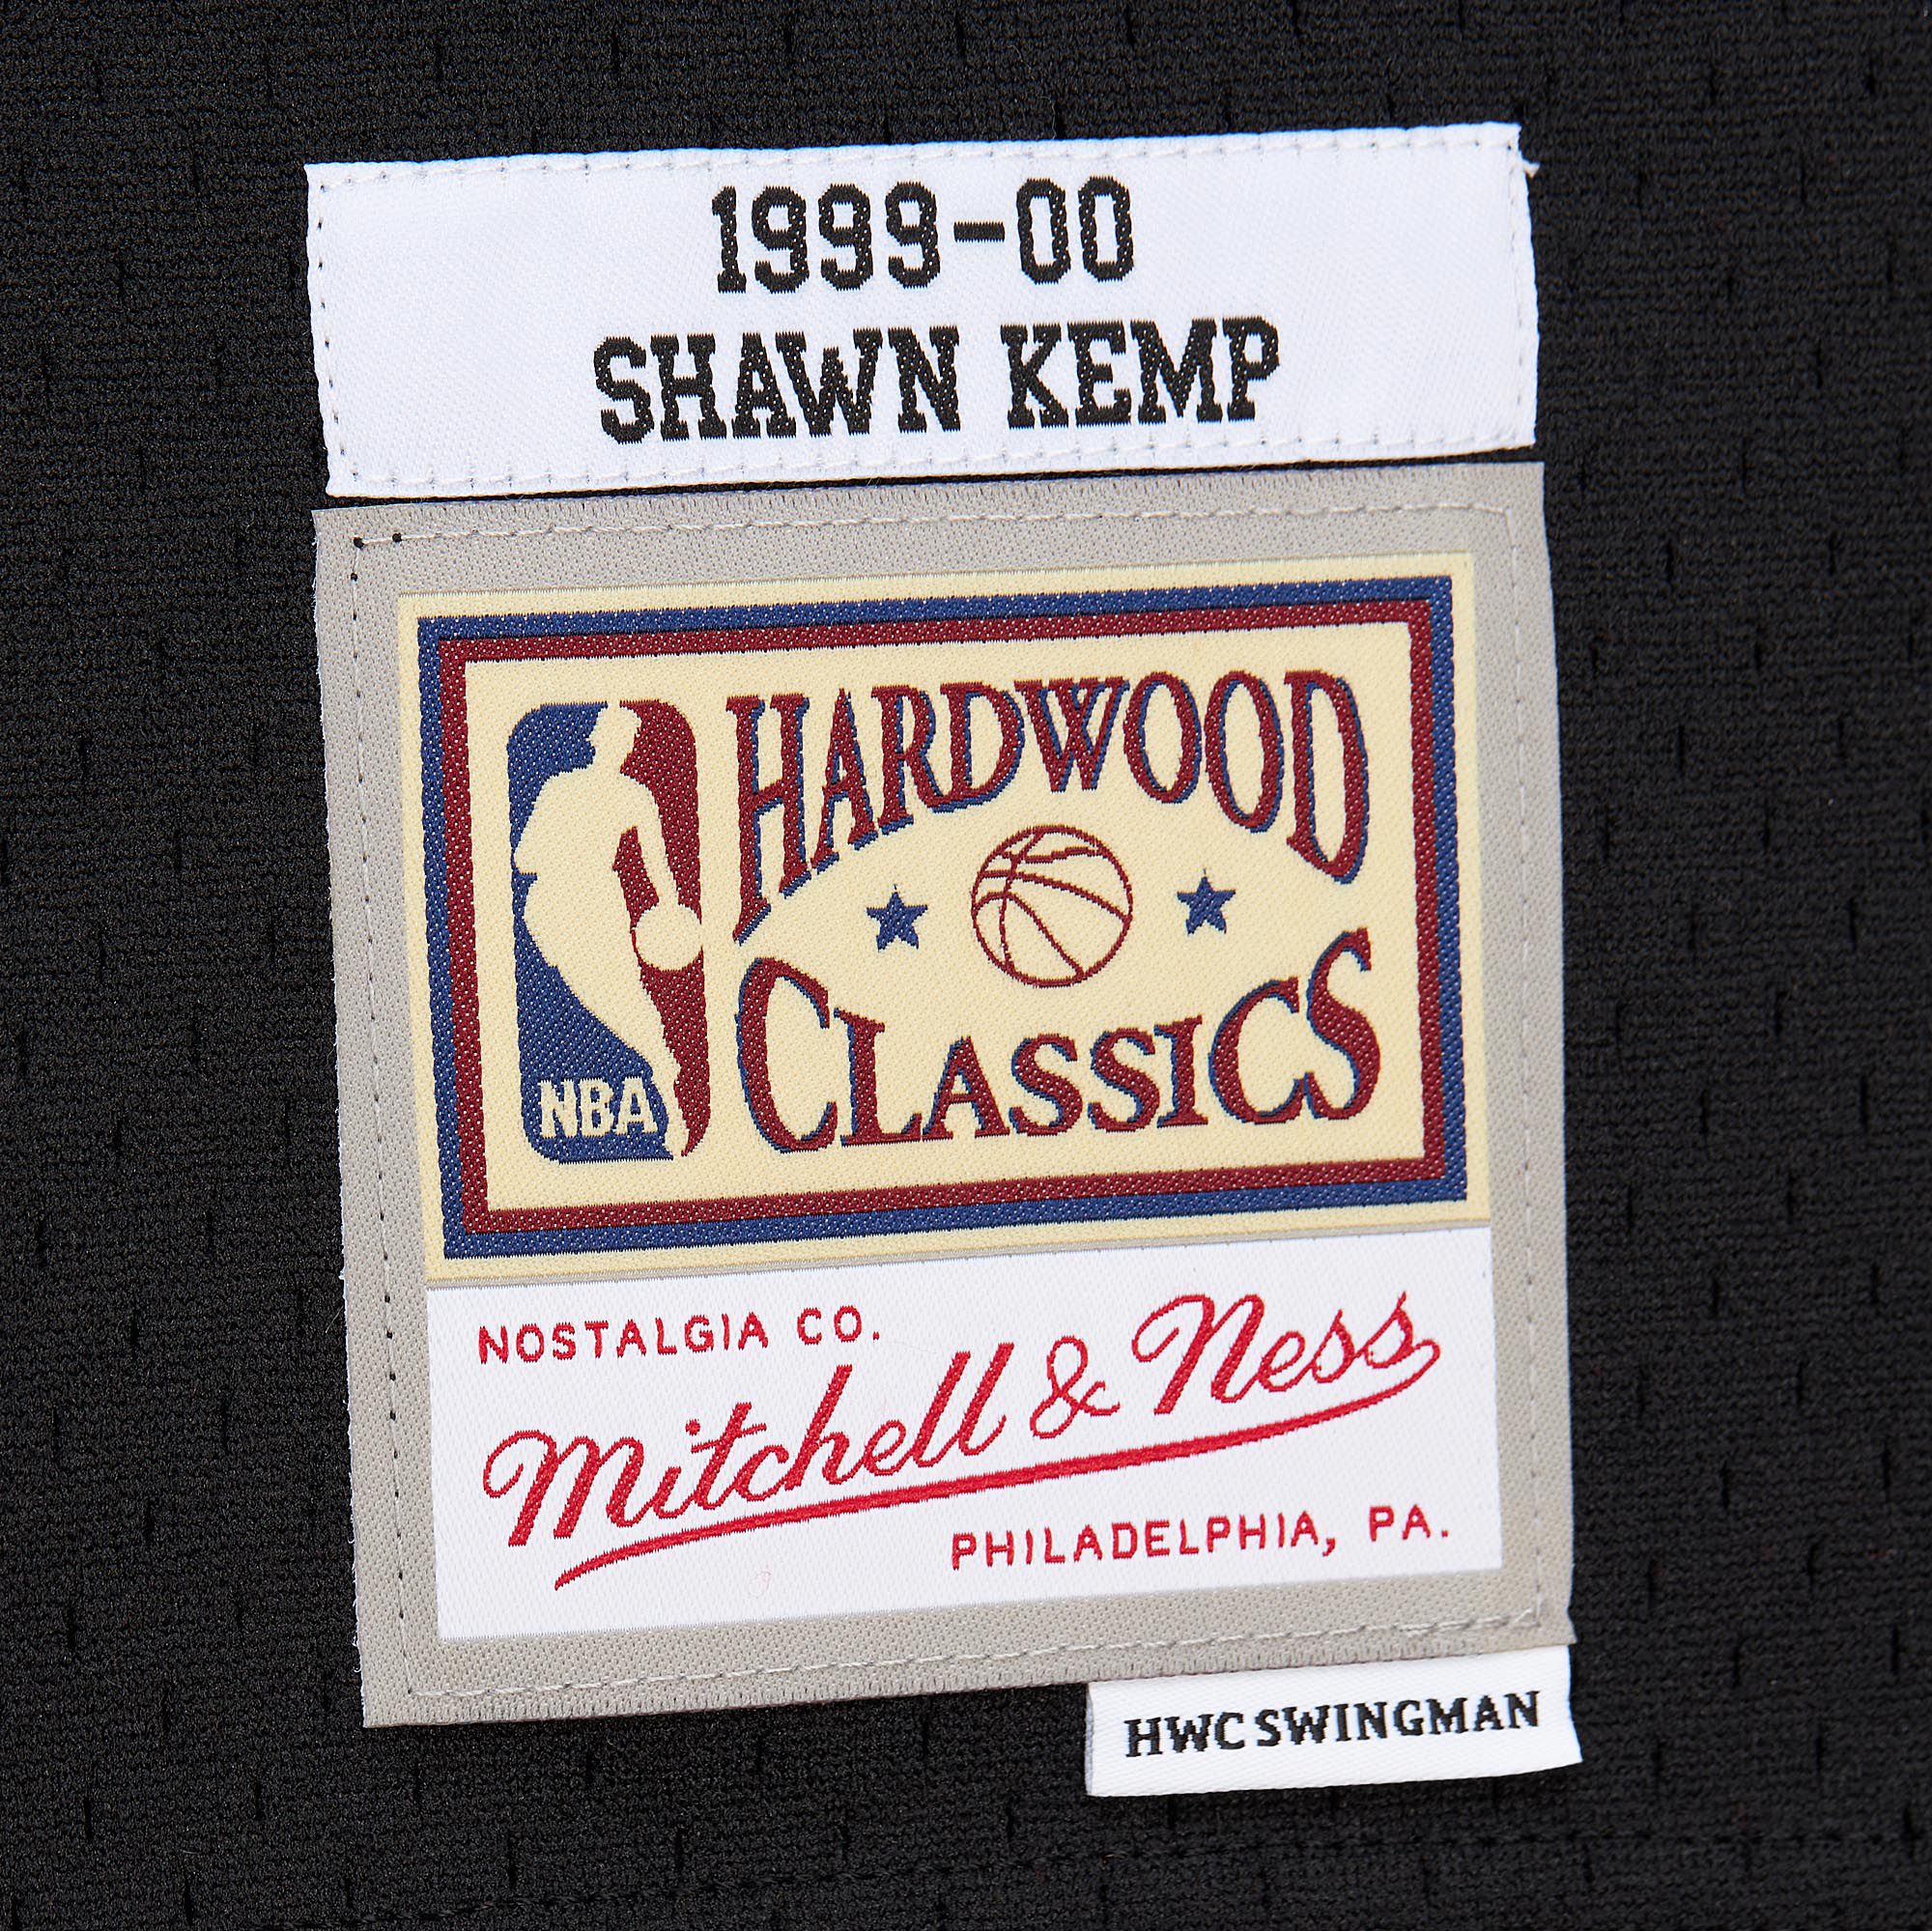 1999-00
SHAWN KEMP
HARDWOOD
CLASSICS
NBA
NOSTALGIA CO.
Mitchell & Ness
PHILADELPHIA, PA.
HWC SWINGMAN